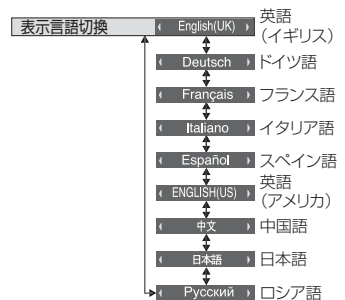 表示言語切換 English(UK) 英語
(イギリス)
Deutsch ドイツ語
Français フランス語
Italiano イタリア語
Español スペイン語
ENGLISH(US) 英語
(アメリカ)
中文 中国語
日本語 日本語
Русский ロシア語